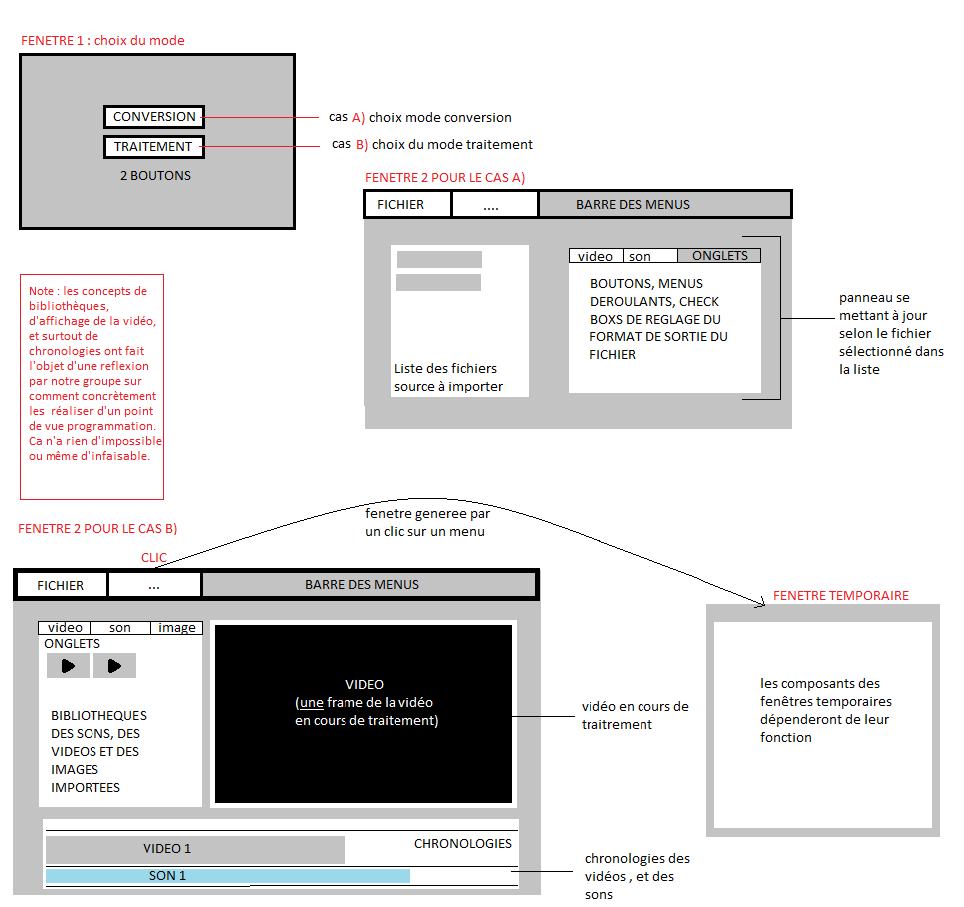 FENETRE 1 : choix du mode
CONVERSION
TRAITEMENT
2 BOUTONS
cas A) choix mode conversion
cas B) choix du mode traitement
FENETRE 2 POUR LE CAS A)
FICHIER
....
BARRE DES MENUS
video
son
ONGLETS
BOUTONS, MENUS
DEROULANTS, CHECK
BOXS DE REGLAGE DU
FORMAT DE SORTIE DU
FICHIER
Liste des fichiers
source à importer
panneau se
mettant à jour
selon le fichier
sélectionné dans
la liste
Note : les concepts de
bibliothèques,
d'affichage de la vidéo,
et surtout de
chronologies ont fait
l'objet d'une reflexion
par notre groupe sur
comment concrètement
les réaliser d'un point
de vue programmation.
Ca n'a rien d'impossible
ou même d'infaisable.
FENETRE 2 POUR LE CAS B)
fenetre generee par
un clic sur un menu
CLIC
FICHIER
...
BARRE DES MENUS
video
son
image
ONGLETS
BIBLIOTHEQUES
DES SONS, DES
VIDEOS ET DES
IMAGES
IMPORTEES
VIDEO
(une frame de la vidéo
en cours de traitement)
vidéo en cours de
traitrement
FENETRE TEMPORAIRE
les composants des
fenêtres temporaires
dépenderont de leur
fonction
VIDEO 1
CHRONOLOGIES
SON 1
chronologies des
vidéos , et des
sons